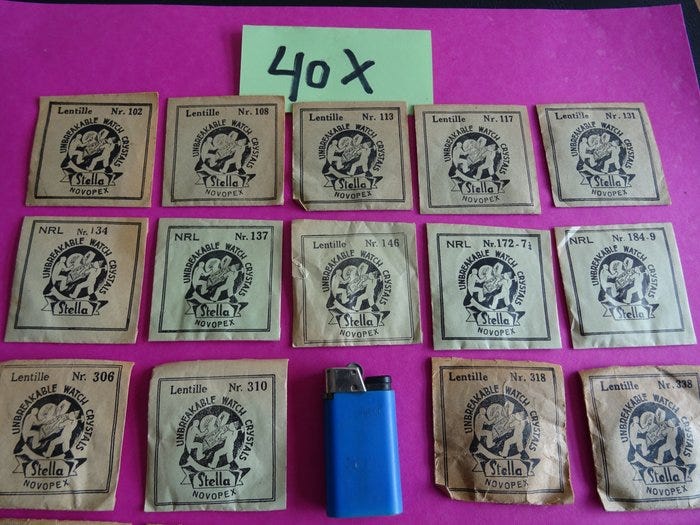 40 X
Lentille Nr. 102
UNBREAKABLE WATCH CRYSTALS
Stella
NOVOPEX
Lentille Nr. 108
UNBREAKABLE WATCH CRYSTALS
Stella
NOVOPEX
Lentille Nr. 113
UNBREAKABLE WATCH CRYSTALS
Stella
NOVOPEX
Lentille Nr. 117
UNBREAKABLE WATCH CRYSTALS
Stella
NOVOPEX
Lentille Nr. 131
UNBREAKABLE WATCH CRYSTALS
Stella
NOVOPEX
NRL Nr. 134
UNBREAKABLE WATCH CRYSTALS
Stella
NRL Nr. 137
UNBREAKABLE WATCH CRYSTALS
Stella
NOVOPEX
Lentille Nr. 146
UNBREAKABLE WATCH CRYSTALS
Stella
NOVOPEX
NRL Nr. 172-7¼
UNBREAKABLE WATCH CRYSTALS
Stella
NOVOPEX
NRL Nr. 184-9
UNBREAKABLE WATCH CRYSTALS
Stella
NOVOPEX
Lentille Nr. 306
UNBREAKABLE WATCH CRYSTALS
Stella
NOVOPEX
Lentille Nr. 310
UNBREAKABLE WATCH CRYSTALS
Stella
NOVOPEX
Lentille Nr. 318
UNBREAKABLE WATCH CRYSTALS
Stella
NOVOPEX
Lentille Nr. 338
UNBREAKABLE WATCH CRYSTALS
Stella
NOVOPEX